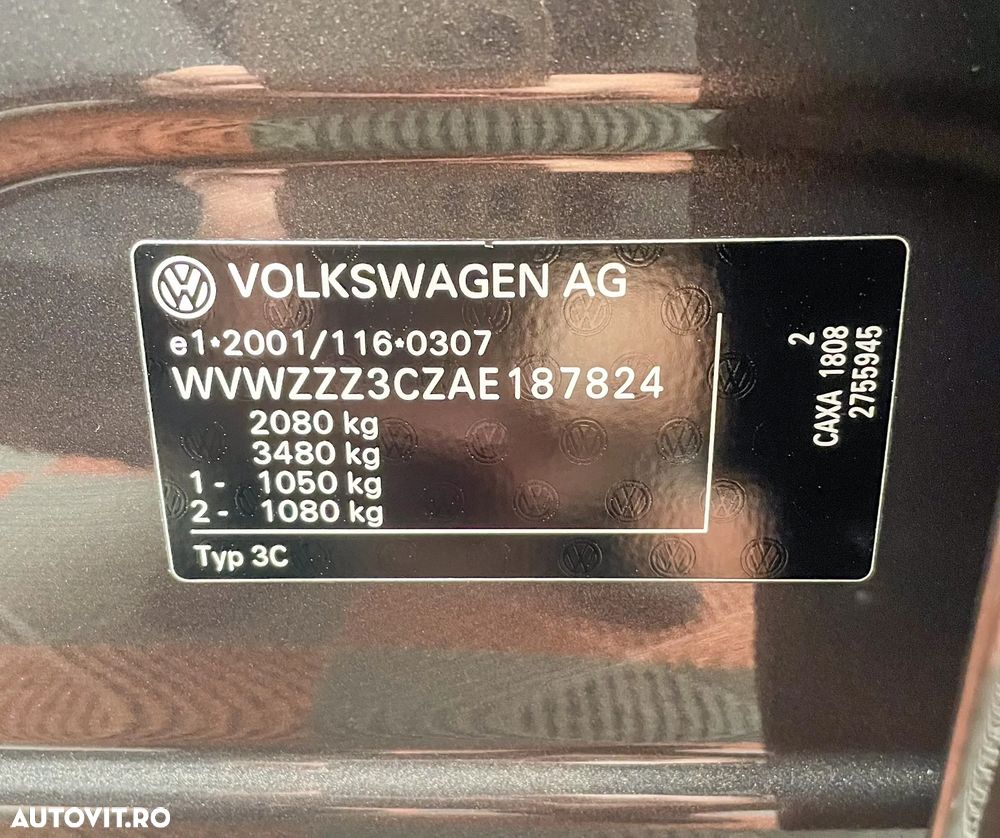 VOLKSWAGEN AG
e1*2001/116*0307
WVWZZZ3CZAE187824
2080 kg
3480 kg
1 - 1050 kg
2 - 1080 kg
Typ 3C
2
CAXA 1808
2755945
AUTOVIT.RO